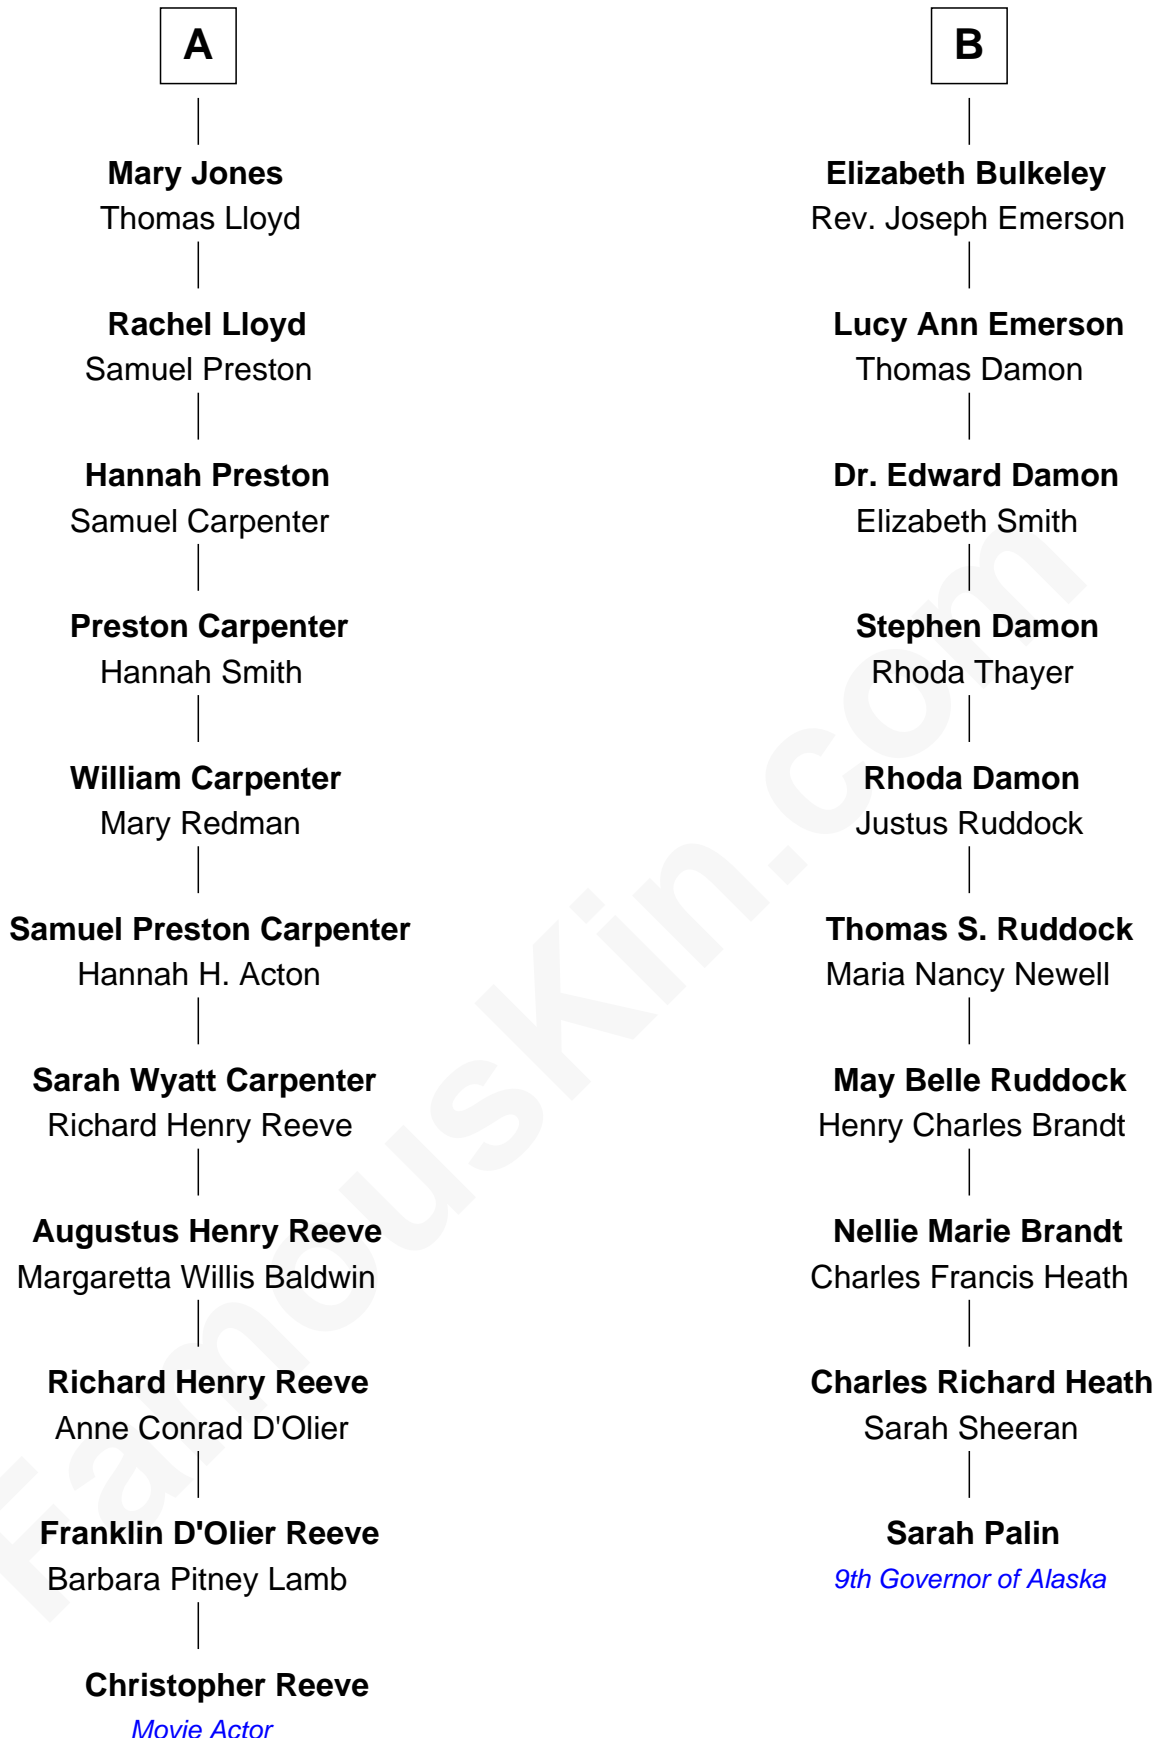 A
Mary Jones
Thomas Lloyd
Rachel Lloyd
Samuel Preston
Hannah Preston
Samuel Carpenter
Preston Carpenter
Hannah Smith
William Carpenter
Mary Redman
Samuel Preston Carpenter
Hannah H. Acton
Sarah Wyatt Carpenter
Richard Henry Reeve
Augustus Henry Reeve
Margaretta Willis Baldwin
Richard Henry Reeve
Anne Conrad D'Olier
Franklin D'Olier Reeve
Barbara Pitney Lamb
Christopher Reeve
Movie Actor
B
Elizabeth Bulkeley
Rev. Joseph Emerson
Lucy Ann Emerson
Thomas Damon
Dr. Edward Damon
Elizabeth Smith
Stephen Damon
Rhoda Thayer
Rhoda Damon
Justus Ruddock
Thomas S. Ruddock
Maria Nancy Newell
May Belle Ruddock
Henry Charles Brandt
Nellie Marie Brandt
Charles Francis Heath
Charles Richard Heath
Sarah Sheeran
Sarah Palin
9th Governor of Alaska
FamousKin.com